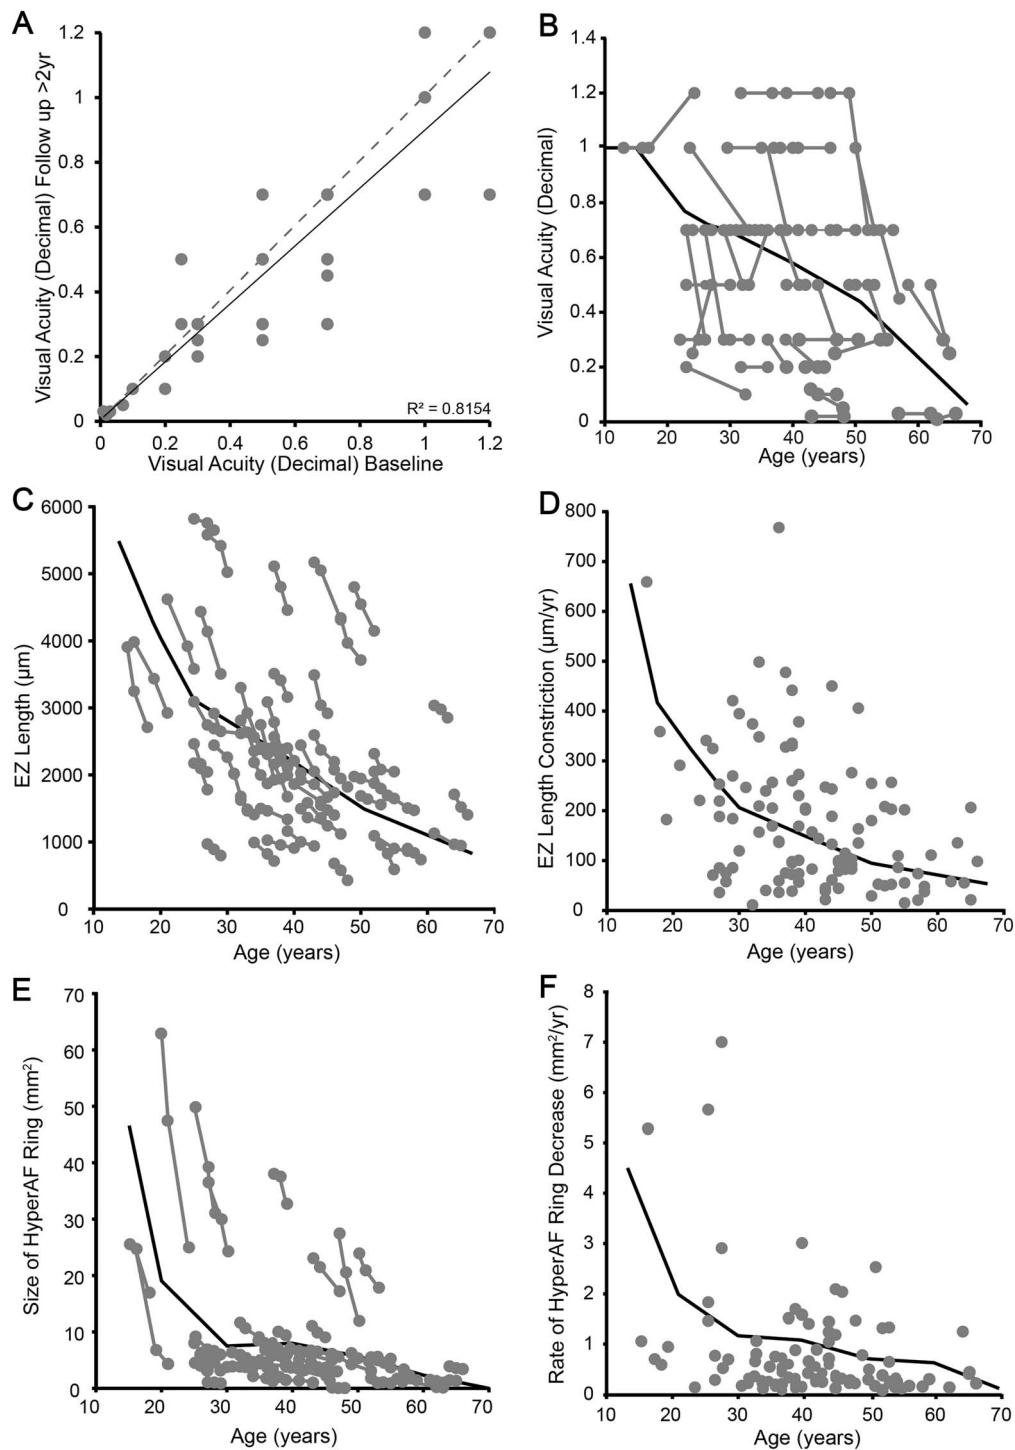 A
Visual Acuity (Decimal) Follow up >2yr
1.2
1
0.8
0.6
0.4
0.2
0
R² = 0.8154
0 0.2 0.4 0.6 0.8 1 1.2
Visual Acuity (Decimal) Baseline
B
Visual Acuity (Decimal)
1.4
1.2
1
0.8
0.6
0.4
0.2
0
10 20 30 40 50 60 70
Age (years)
C
EZ Length (µm)
6000
5000
4000
3000
2000
1000
0
10 20 30 40 50 60 70
Age (years)
D
EZ Length Constriction (µm/yr)
800
700
600
500
400
300
200
100
0
10 20 30 40 50 60 70
Age (years)
E
Size of HyperAF Ring (mm²)
70
60
50
40
30
20
10
0
10 20 30 40 50 60 70
Age (years)
F
Rate of HyperAF Ring Decrease (mm²/yr)
8
7
6
5
4
3
2
1
0
10 20 30 40 50 60 70
Age (years)